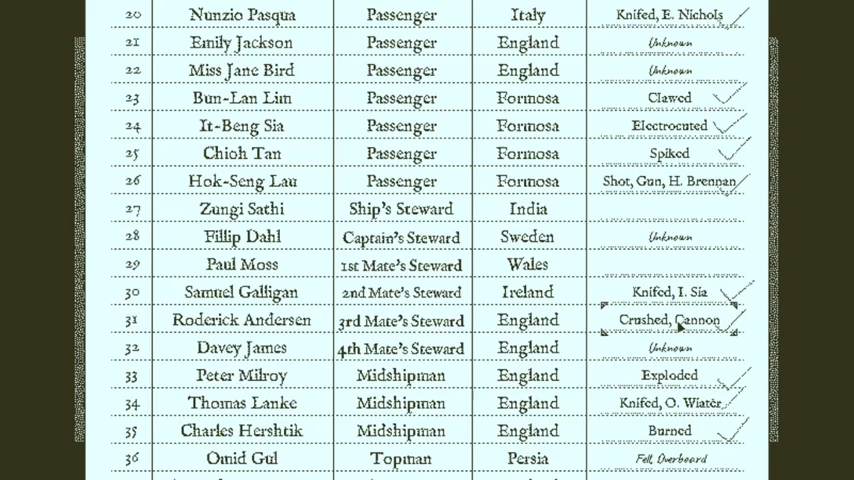 20 Nunzio Pasqua Passenger Italy Knifed, E. Nichols
21 Emily Jackson Passenger England Unknown
22 Miss Jane Bird Passenger England Unknown
23 Bun-Lan Lim Passenger Formosa Clawed
24 It-Beng Sia Passenger Formosa Electrocuted
25 Chioh Tan Passenger Formosa Spiked
26 Hok-Seng Lau Passenger Formosa Shot, Gun, H. Brennan
27 Zungi Sathi Ship's Steward India
28 Fillip Dahl Captain's Steward Sweden Unknown
29 Paul Moss 1st Mate's Steward Wales
30 Samuel Galligan 2nd Mate's Steward Ireland Knifed, I. Sia
31 Roderick Andersen 3rd Mate's Steward England Crushed, Cannon
32 Davey James 4th Mate's Steward England Unknown
33 Peter Milroy Midshipman England Exploded
34 Thomas Lanke Midshipman England Knifed, O. Wiater
35 Charles Hershtik Midshipman England Burned
36 Omid Gul Topman Persia Fell Overboard